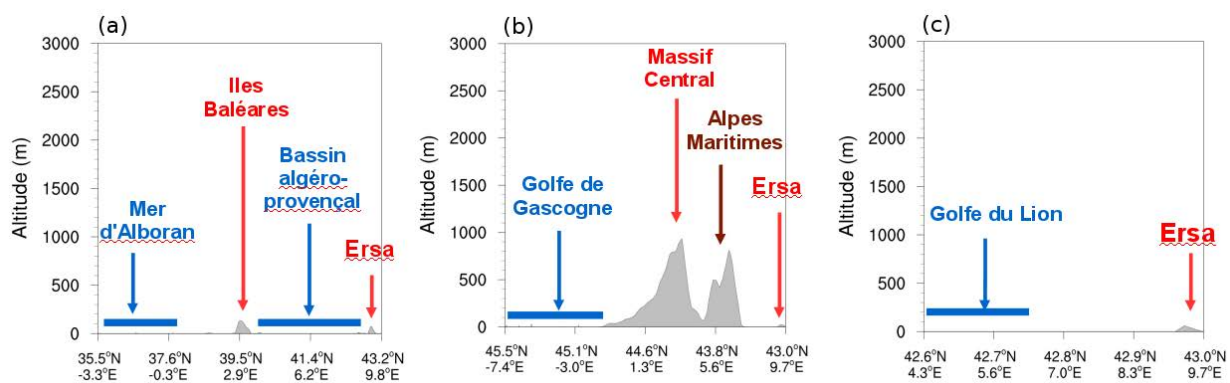 (a)
3000
2500
2000
1500
1000
500
0
Altitude (m)
Iles
Baléares
Bassin
algéro-
provençal
Mer
d'Alboran
Ersa
35.5°N 37.6°N 39.5°N 41.4°N 43.2°N
-3.3°E -0.3°E 2.9°E 6.2°E 9.8°E
(b)
3000
2500
2000
1500
1000
500
0
Altitude (m)
Massif
Central
Alpes
Maritimes
Golfe de
Gascogne
Ersa
45.5°N 45.1°N 44.6°N 43.8°N 43.0°N
-7.4°E -3.0°E 1.3°E 5.6°E 9.7°E
(c)
3000
2500
2000
1500
1000
500
0
Altitude (m)
Golfe du Lion
Ersa
42.6°N 42.7°N 42.8°N 42.9°N 43.0°N
4.3°E 5.6°E 7.0°E 8.3°E 9.7°E